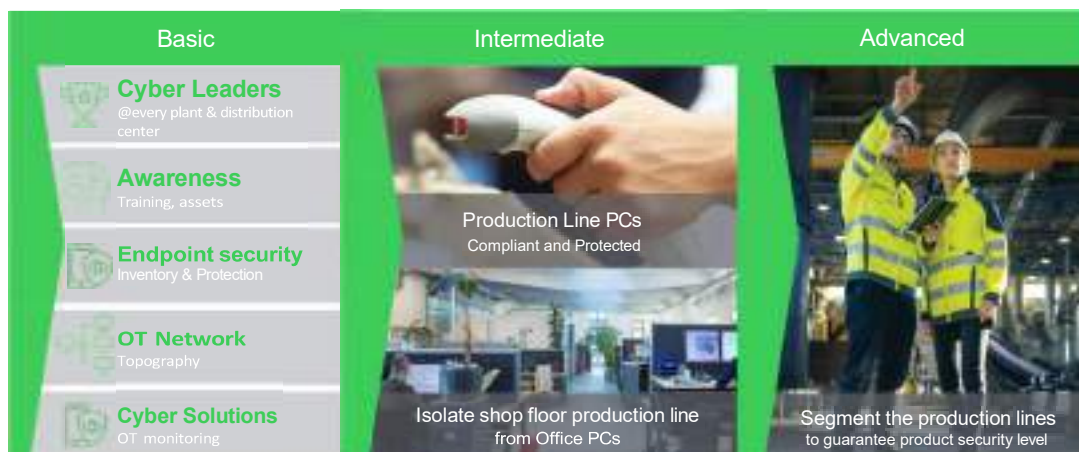 Basic
Cyber Leaders
@every plant & distribution
center
Awareness
Training, assets
Endpoint security
Inventory & Protection
OT Network
Topography
Cyber Solutions
OT monitoring
Intermediate
Production Line PCs
Compliant and Protected
Isolate shop floor production line
from Office PCs
Advanced
Segment the production lines
to guarantee product security level